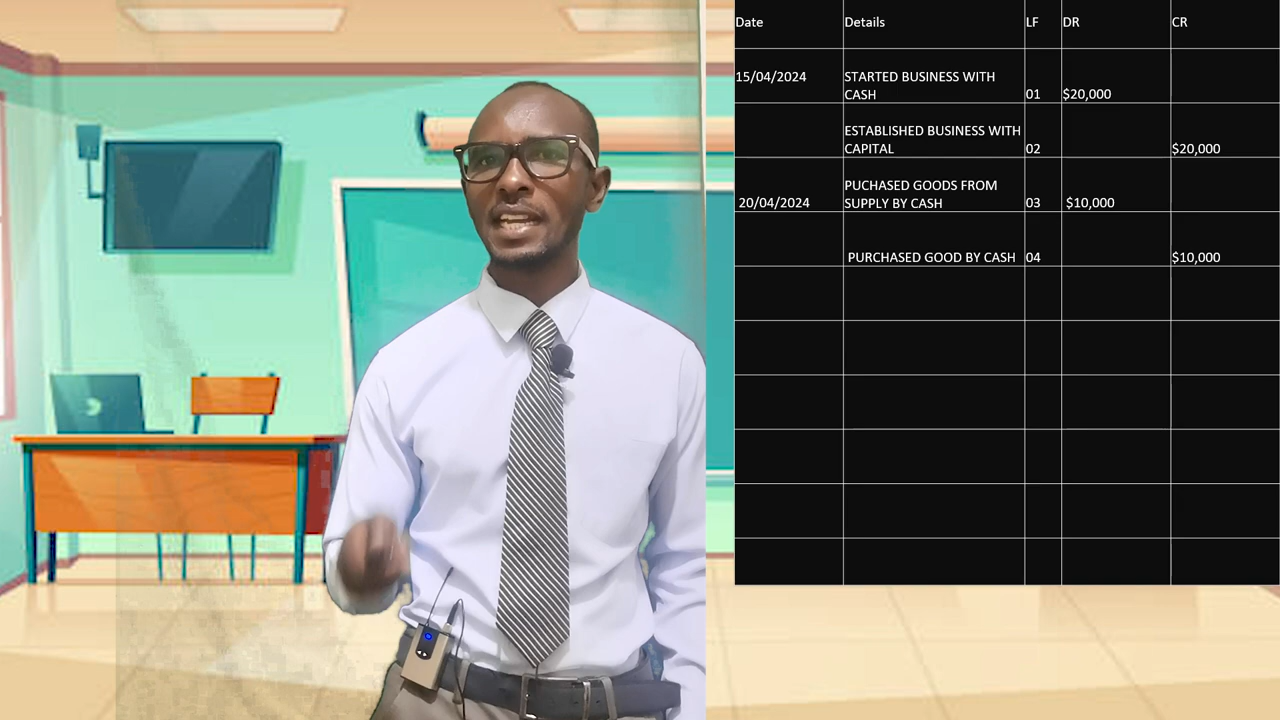 Date Details LF DR CR
15/04/2024 STARTED BUSINESS WITH
CASH 01 $20,000
ESTABLISHED BUSINESS WITH
CAPITAL 02 $20,000
PUCHASED GOODS FROM
20/04/2024 SUPPLY BY CASH 03 $10,000
PURCHASED GOOD BY CASH 04 $10,000